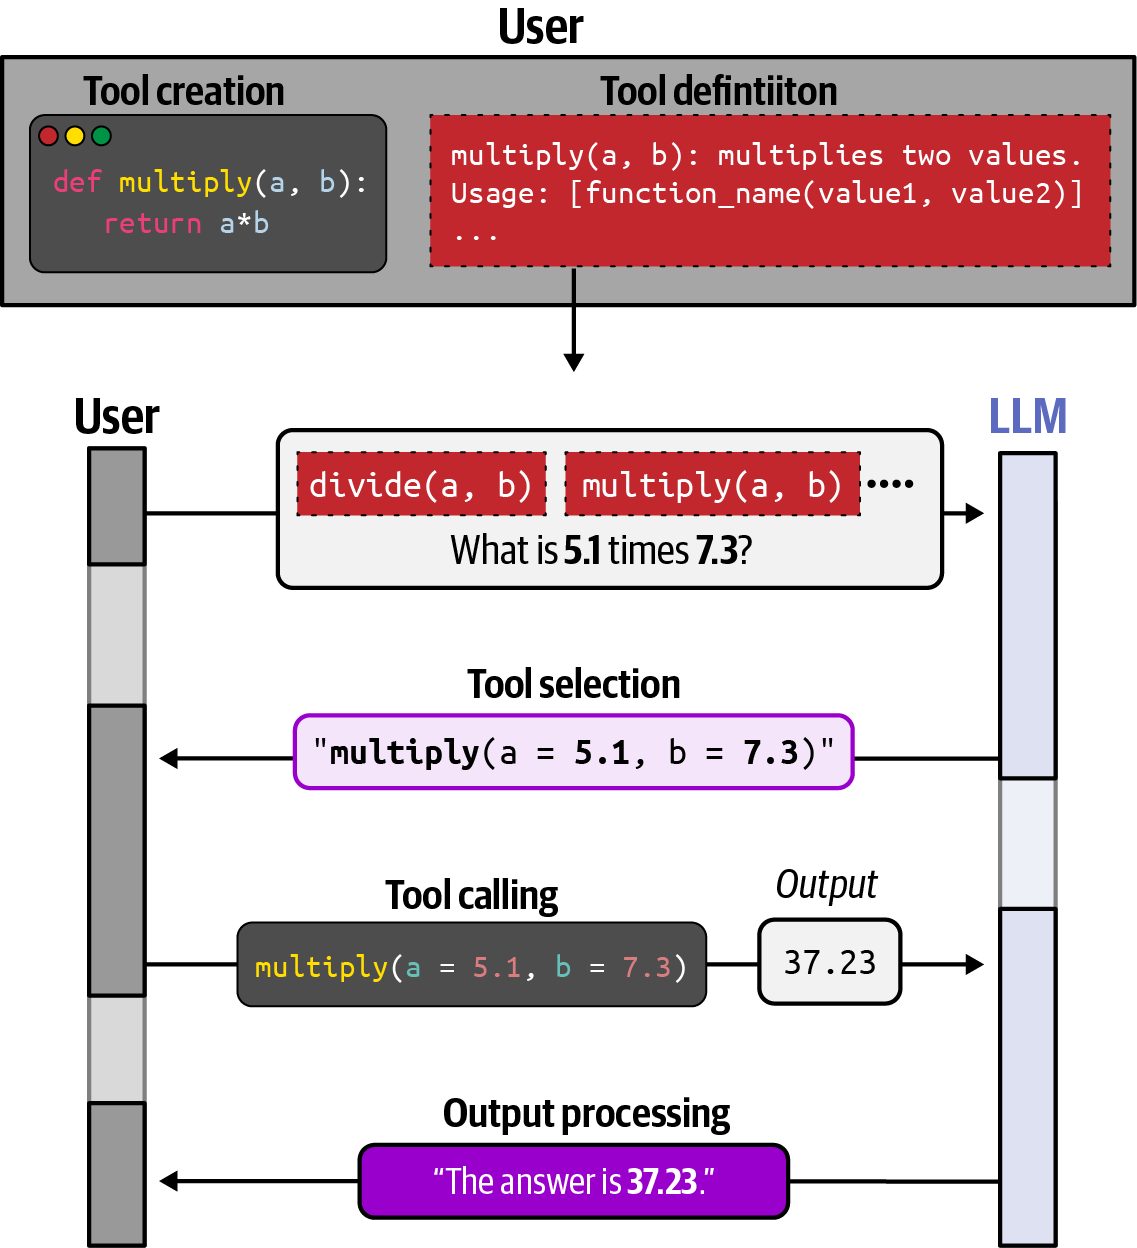 User
Tool creation
def multiply(a, b):
return a*b
Tool defintiiton
multiply(a, b): multiplies two values.
Usage: [function_name(value1, value2)]
...
User
LLM
divide(a, b) multiply(a, b) ....
What is 5.1 times 7.3?
Tool selection
"multiply(a = 5.1, b = 7.3)"
Tool calling
multiply(a = 5.1, b = 7.3)
Output
37.23
Output processing
“The answer is 37.23.”